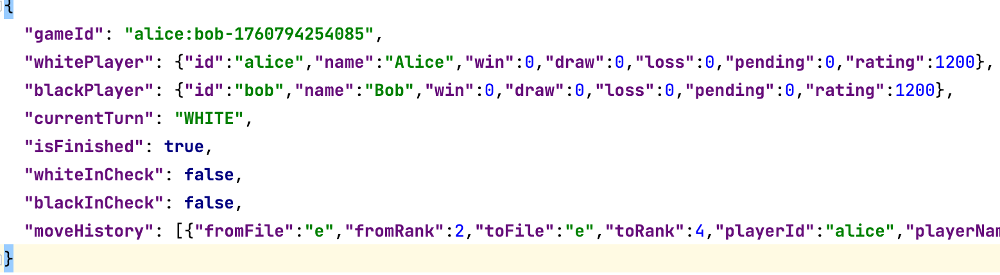 {
"gameId": "alice:bob-1760794254085",
"whitePlayer": {"id":"alice","name":"Alice","win":0,"draw":0,"loss":0,"pending":0,"rating":1200},
"blackPlayer": {"id":"bob","name":"Bob","win":0,"draw":0,"loss":0,"pending":0,"rating":1200},
"currentTurn": "WHITE",
"isFinished": true,
"whiteInCheck": false,
"blackInCheck": false,
"moveHistory": [{"fromFile":"e","fromRank":2,"toFile":"e","toRank":4,"playerId":"alice","playerNam
}